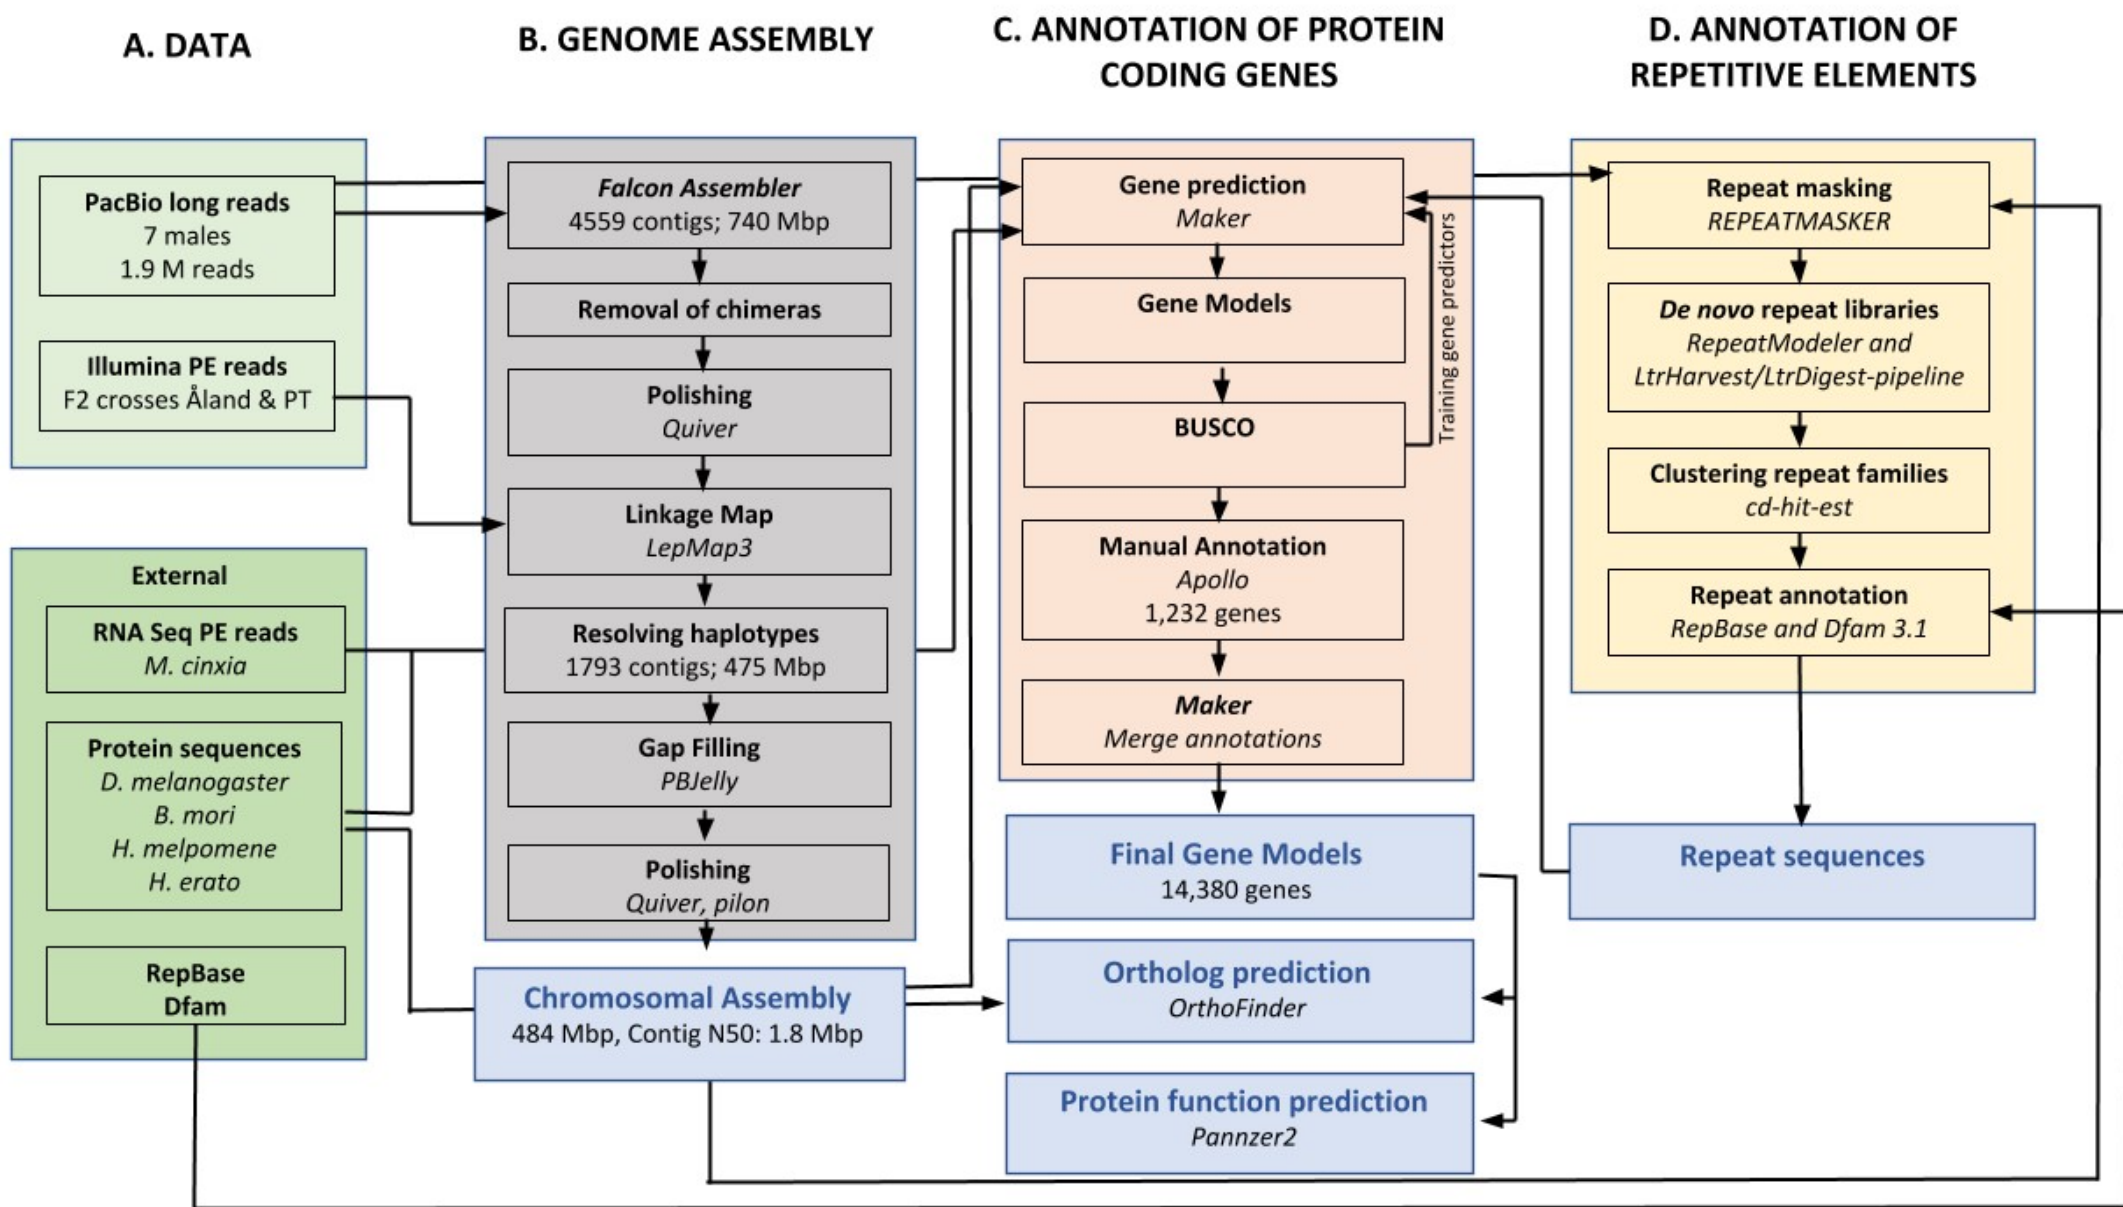 A. DATA
PacBio long reads
7 males
1.9 M reads
Illumina PE reads
F2 crosses Åland & PT
External
RNA Seq PE reads
M. cinxia
Protein sequences
D. melanogaster
B. mori
H. melpomene
H. erato
RepBase
Dfam
B. GENOME ASSEMBLY
Falcon Assembler
4559 contigs; 740 Mbp
Removal of chimeras
Polishing
Quiver
Linkage Map
LepMap3
Resolving haplotypes
1793 contigs; 475 Mbp
Gap Filling
PBJelly
Polishing
Quiver, pilon
Chromosomal Assembly
484 Mbp, Contig N50: 1.8 Mbp
C. ANNOTATION OF PROTEIN
CODING GENES
Gene prediction
Maker
Gene Models
BUSCO
Training gene predictors
Manual Annotation
Apollo
1,232 genes
Maker
Merge annotations
Final Gene Models
14,380 genes
Ortholog prediction
OrthoFinder
Protein function prediction
Pannzer2
D. ANNOTATION OF
REPETITIVE ELEMENTS
Repeat masking
REPEATMASKER
De novo repeat libraries
RepeatModeler and
LtrHarvest/LtrDigest-pipeline
Clustering repeat families
cd-hit-est
Repeat annotation
RepBase and Dfam 3.1
Repeat sequences